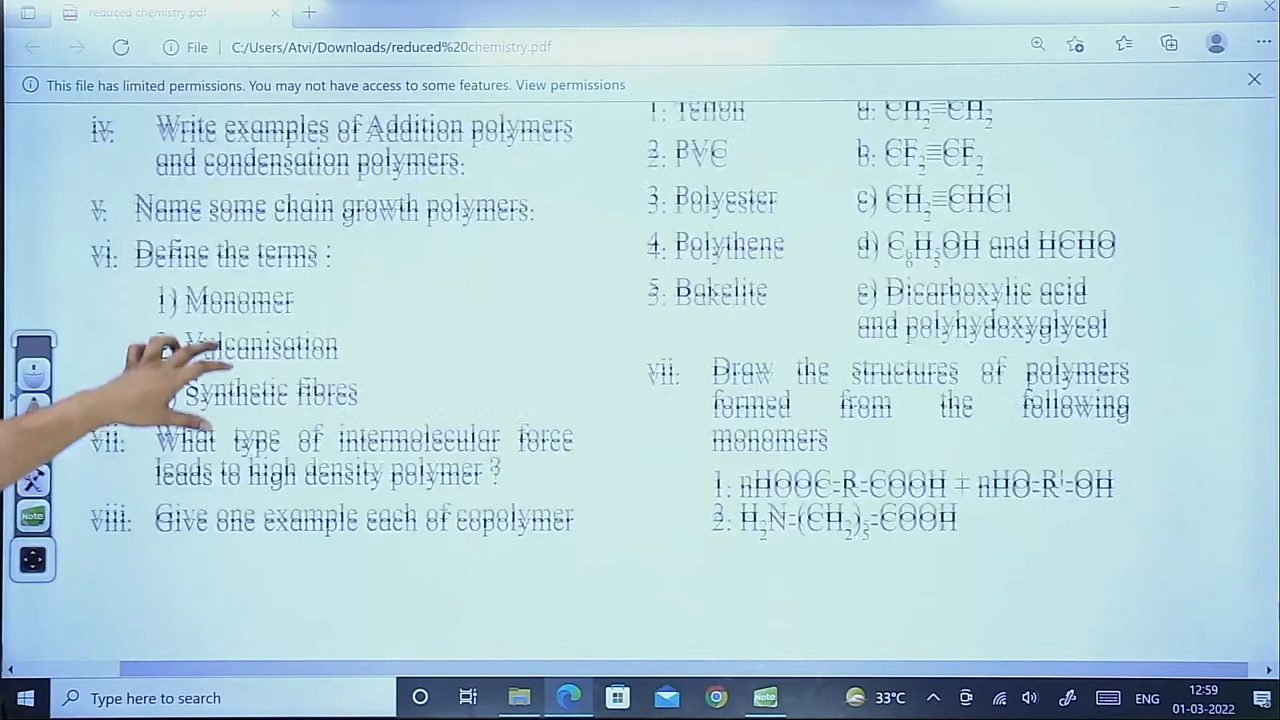 reduced chemistry.pdf
File C:/Users/Atvi/Downloads/reduced%20chemistry.pdf
This file has limited permissions. You may not have access to some features. View permissions
iv. Write examples of Addition polymers
and condensation polymers.
v. Name some chain growth polymers.
vi. Define the terms :
1) Monomer
Vulcanisation
Synthetic fibres
vii. What type of intermolecular force
leads to high density polymer ?
viii. Give one example each of copolymer
1. Teflon a. CH2=CH2
2. PVC b. CF2=CF2
3. Polyester c) CH2=CHCl
4. Polythene d) C6H5OH and HCHO
5. Bakelite e) Dicarboxylic acid
and polyhydoxyglycol
vii. Draw the structures of polymers
formed from the following
monomers
1. nHOOC-R-COOH + nHO-R'-OH
2. H2N-(CH2)5-COOH
Note
Type here to search
Note
33°C
ENG
12:59
01-03-2022